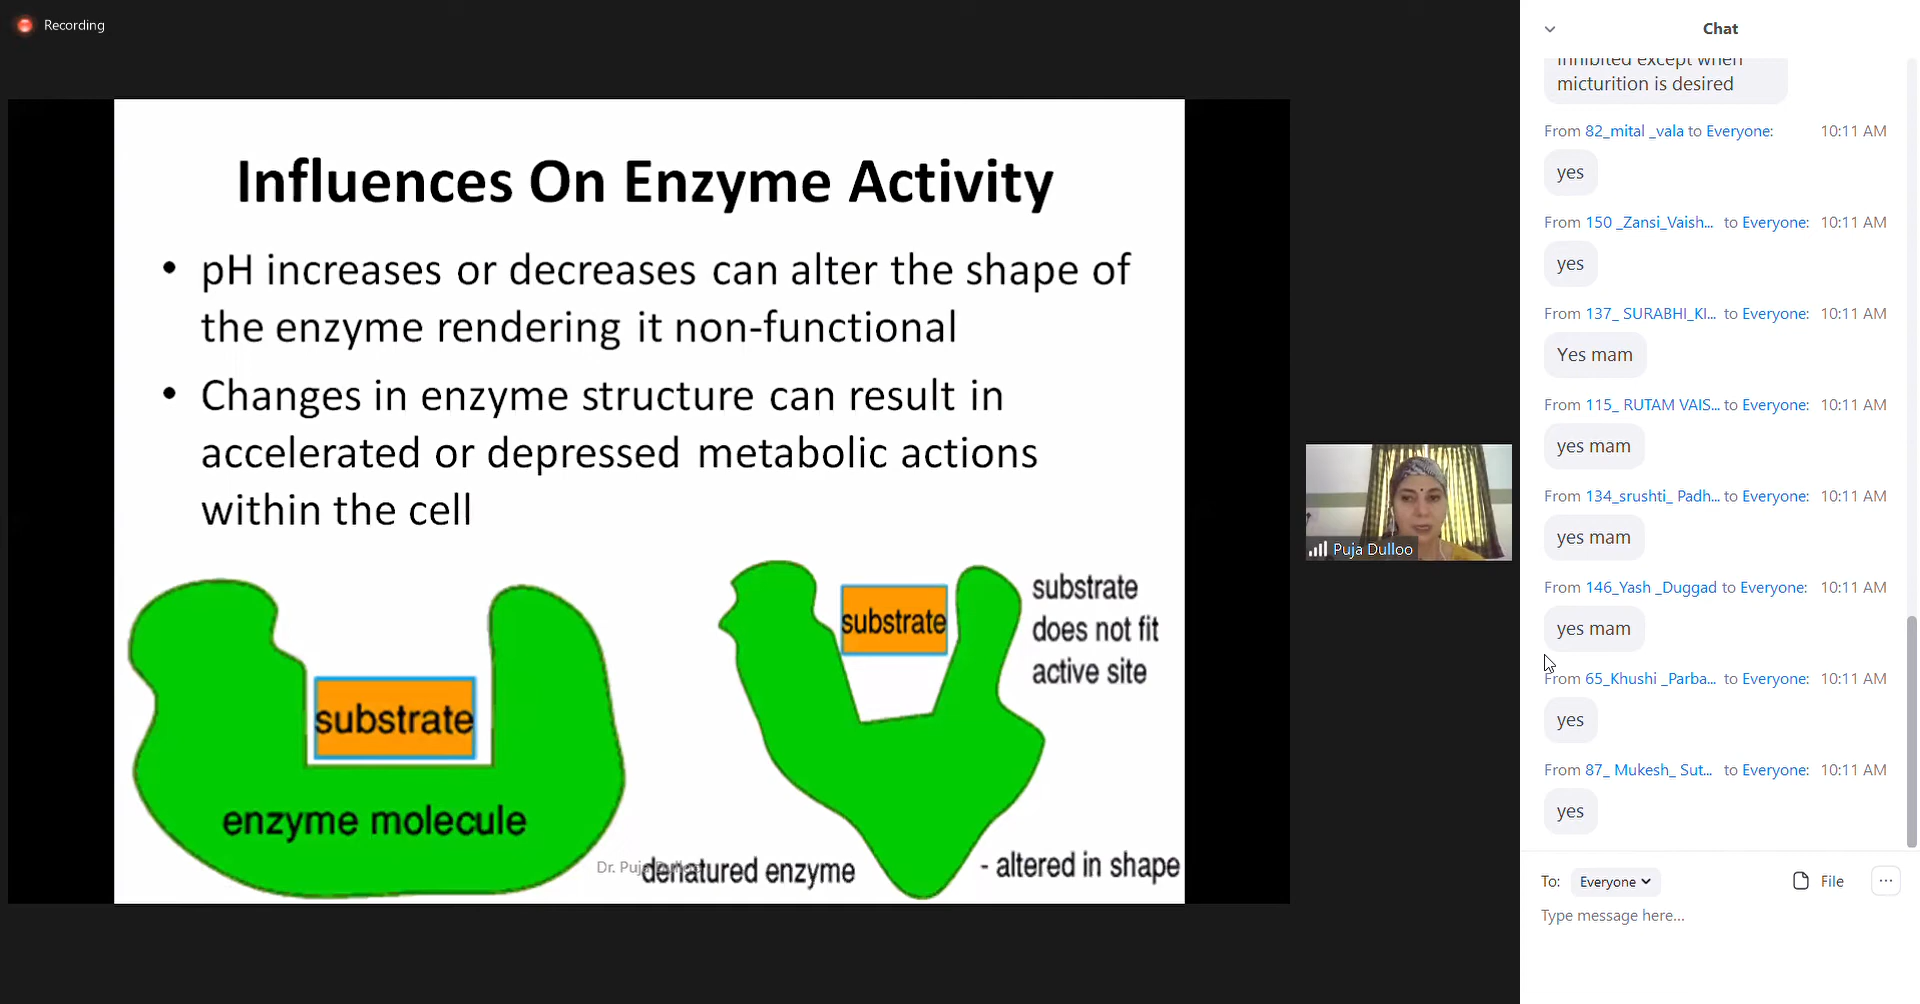 Recording
Influences On Enzyme Activity
• pH increases or decreases can alter the shape of
the enzyme rendering it non-functional
• Changes in enzyme structure can result in
accelerated or depressed metabolic actions
within the cell
substrate
enzyme molecule
substrate
substrate
does not fit
active site
denatured enzyme
- altered in shape
Dr. Puja
Puja Dulloo
Chat
inhibited except when
micturition is desired
From 82_mital _vala to Everyone: 10:11 AM
yes
From 150 _Zansi_Vaish... to Everyone: 10:11 AM
yes
From 137_ SURABHI_KI... to Everyone: 10:11 AM
Yes mam
From 115_ RUTAM VAIS... to Everyone: 10:11 AM
yes mam
From 134_srushti_ Padh... to Everyone: 10:11 AM
yes mam
From 146_Yash _Duggad to Everyone: 10:11 AM
yes mam
From 65_Khushi _Parba... to Everyone: 10:11 AM
yes
From 87_ Mukesh_ Sut... to Everyone: 10:11 AM
yes
To: Everyone File ...
Type message here...